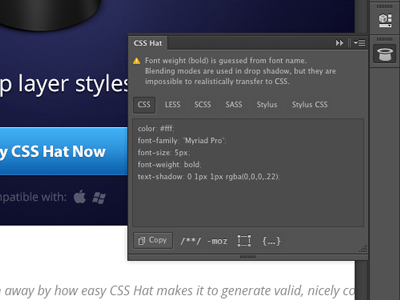 CSS Hat
Font weight (bold) is guessed from font name.
Blending modes are used in drop shadow, but they are
impossible to realistically transfer to CSS.
p layer styles
CSS LESS SCSS SASS Stylus Stylus CSS
color: #fff;
font-family: "Myriad Pro";
font-size: 5px;
font-weight: bold;
text-shadow: 0 1px 1px rgba(0,0,0,.22);
y CSS Hat Now
mpatible with:
Copy /**/ -moz {...}
n away by how easy CSS Hat makes it to generate valid, nicely co